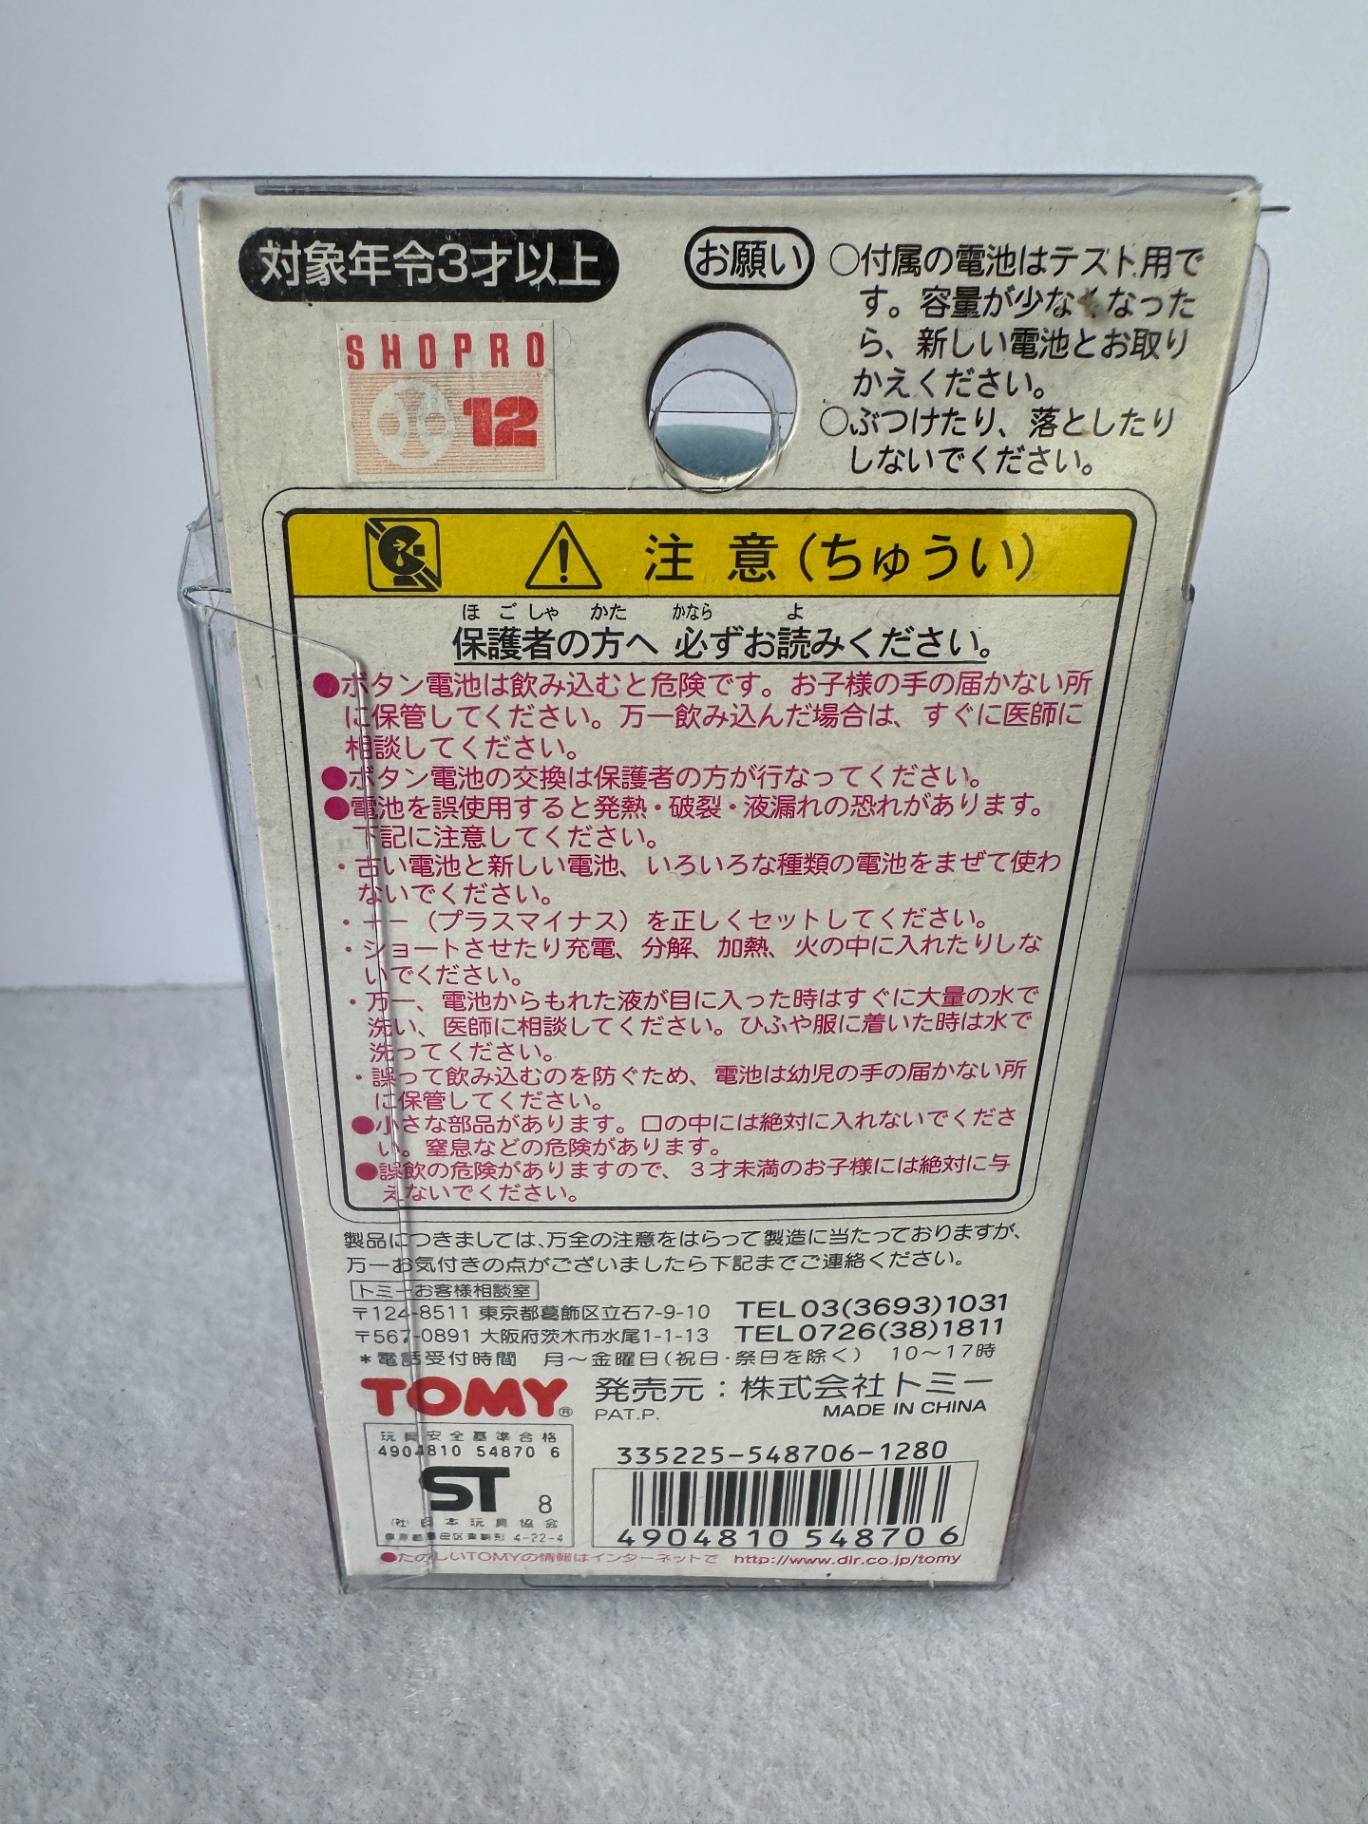 対象年令3才以上
SHOPRO
12
お願い
○付属の電池はテスト用で
す。容量が少なくなった
ら、新しい電池とお取り
かえください。
○ぶつけたり、落としたり
しないでください。
注意(ちゅういい)
ほごしゃ かた かなら よ
保護者の方へ 必ずお読みください。
●ボタン電池は飲み込むと危険です。お子様の手の届かない所
に保管してください。万一飲み込んだ場合は、すぐに医師に
相談してください。
●ボタン電池の交換は保護者の方が行なってください。
●電池を誤使用すると発熱・破裂・液漏れの恐れがあります。
下記に注意してください。
・古い電池と新しい電池、いろいろな種類の電池をまぜて使わ
ないでください。
・+−(プラスマイナス)を正しくセットしてください。
・ショートさせたり充電、分解、加熱、火の中に入れたりしな
いでください。
・万一、電池からもれた液が目に入った時はすぐに大量の水で
洗い、医師に相談してください。ひふや服に着いた時は水で
洗ってください。
・誤って飲み込むのを防ぐため、電池は幼児の手の届かない所
に保管してください。
●小さな部品があります。口の中には絶対に入れないでくださ
い。窒息などの危険があります。
●誤飲の危険がありますので、3才未満のお子様には絶対に与
えないでください。
製品につきましては、万全の注意をはらって製造に当たっておりますが、
万一お気付きの点がございましたら下記までご連絡ください。
トミーお客様相談室
〒124-8511 東京都葛飾区立石7-9-10 TEL03(3693)1031
〒567-0891 大阪府茨木市水尾1-1-13 TEL0726(38)1811
*電話受付時間 月〜金曜日(祝日・祭日を除く) 10〜17時
TOMY®
発売元:株式会社トミー
PAT.P. MADE IN CHINA
玩具安全基準合格
4904810 54870 6
ST 8
(社)日本玩具協会
東京都墨田区東駒形 4-22-4
335225-548706-1280
4904810 548706
●たのしいTOMYの情報はインターネットで http://www.dir.co.jp/tomy